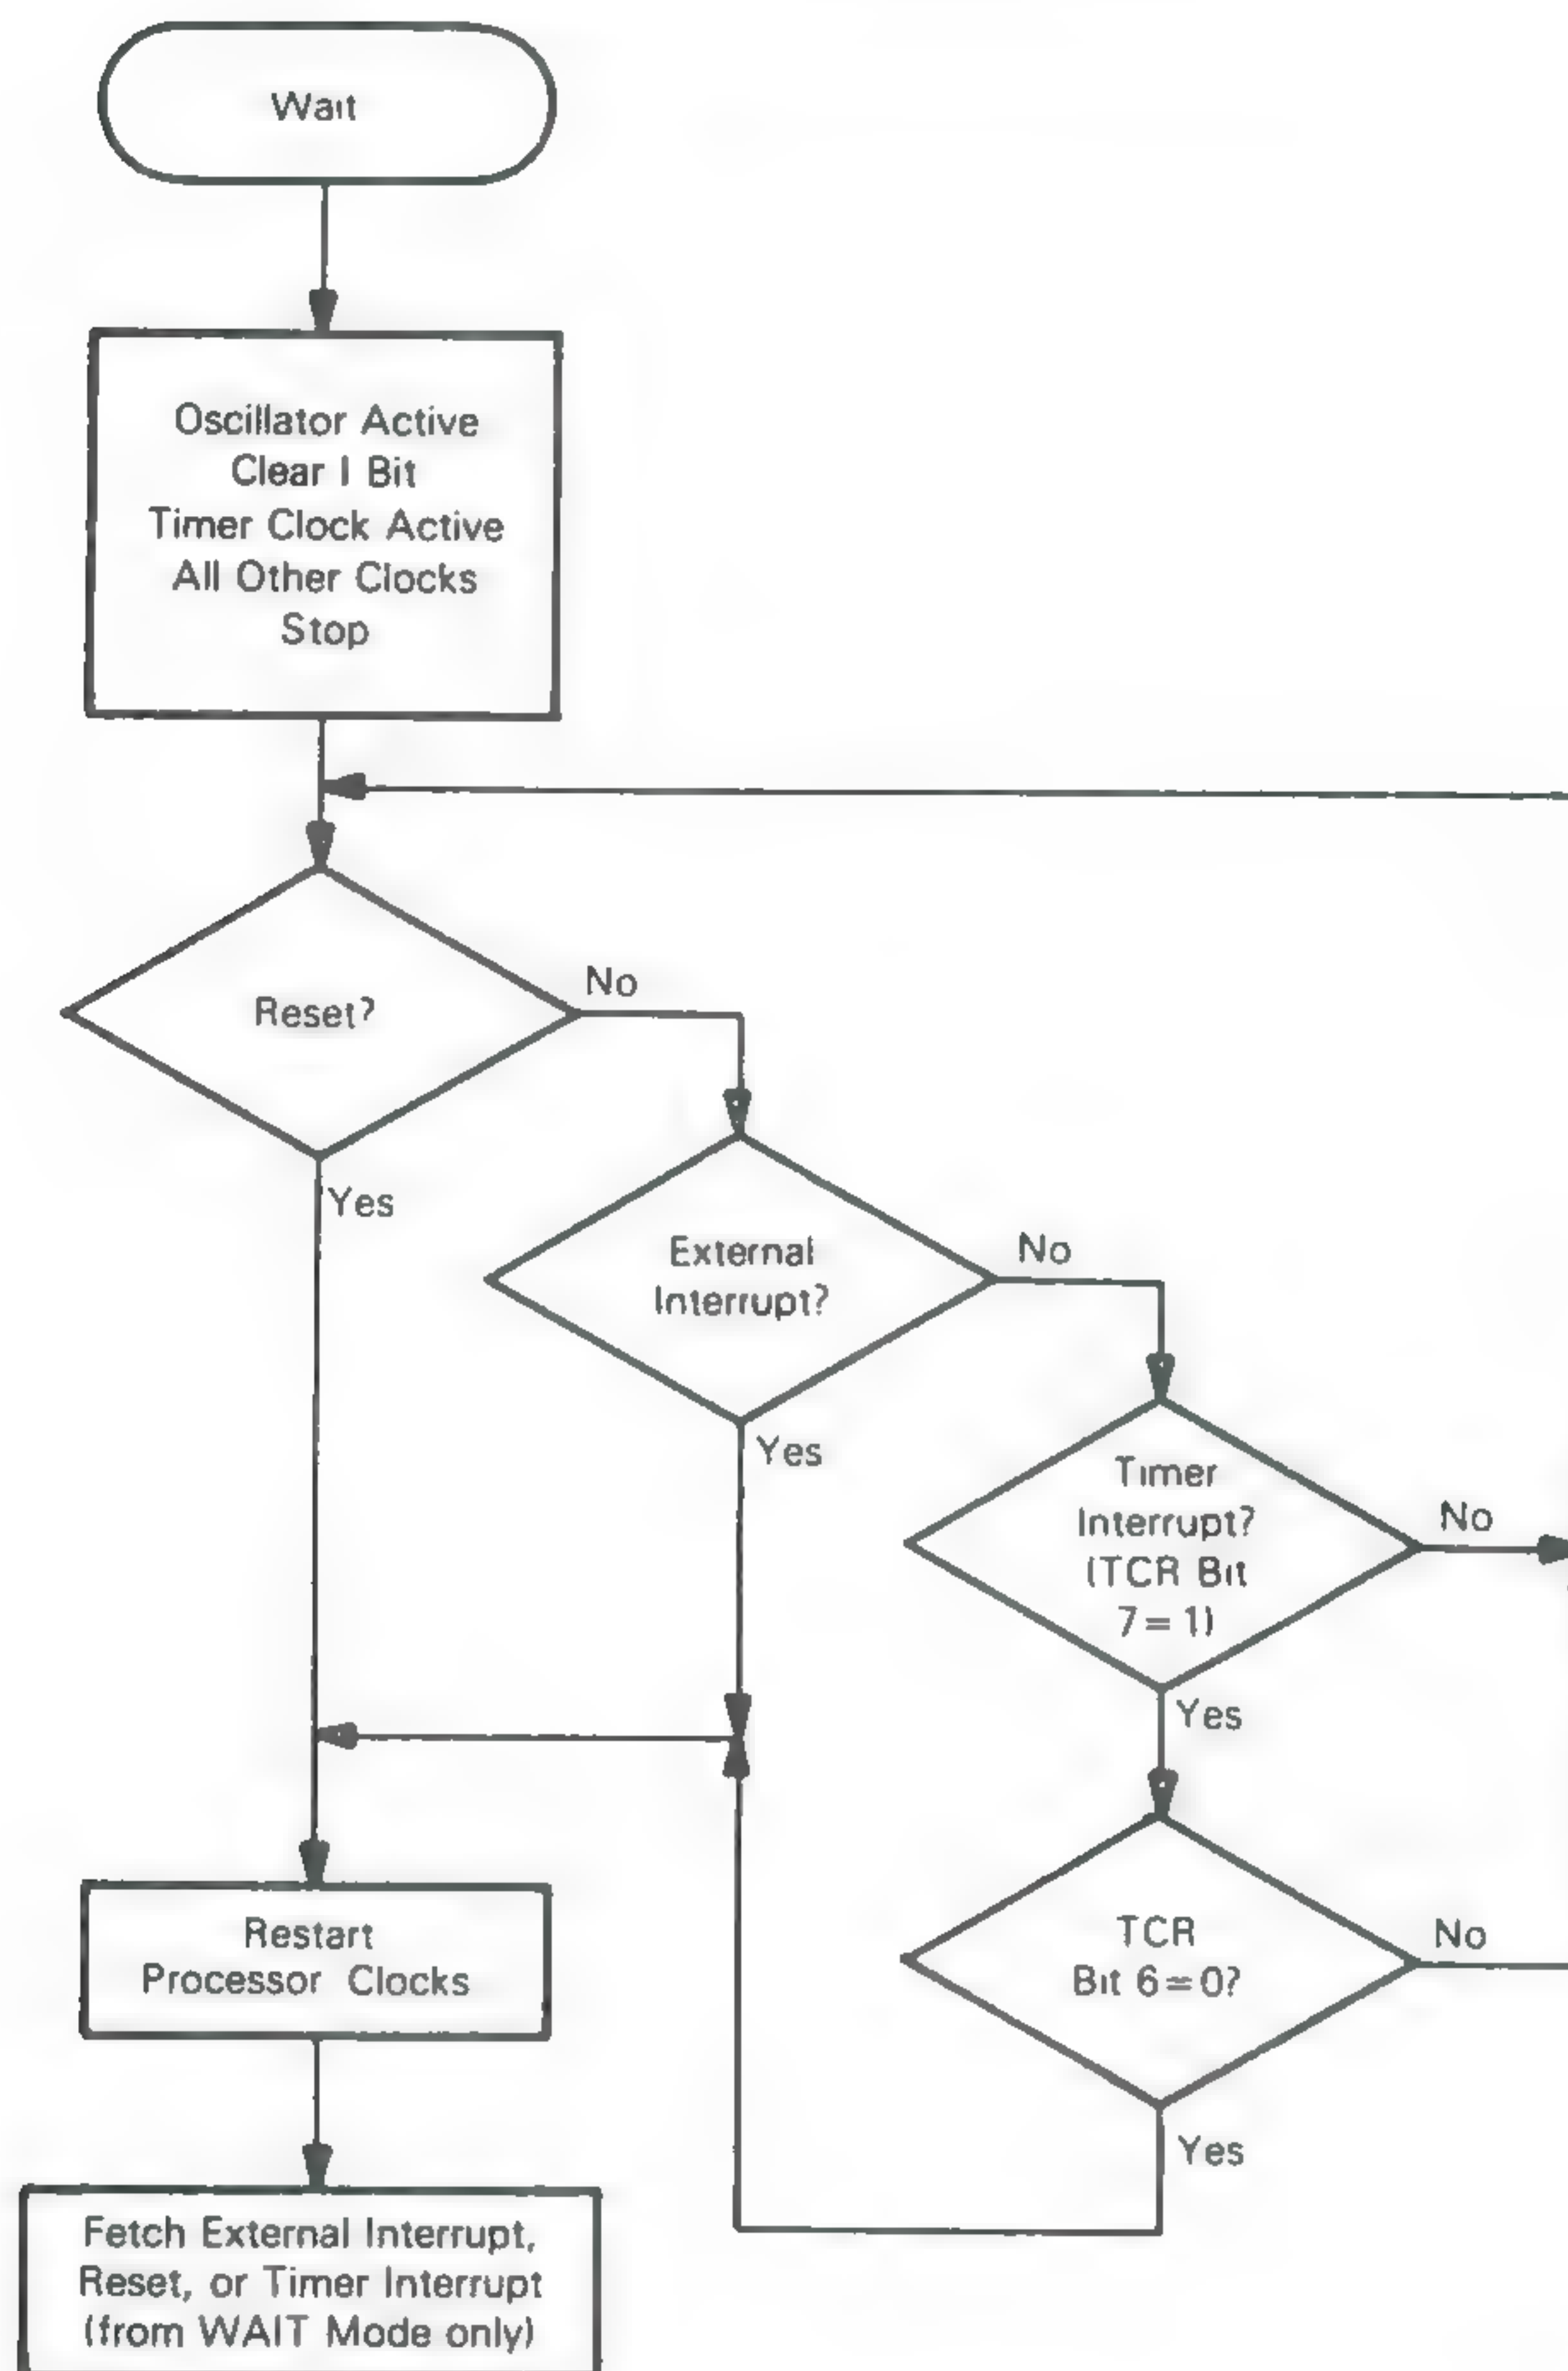 Wait
Oscillator Active
Clear I Bit
Timer Clock Active
All Other Clocks
Stop
Reset?
No
Yes
External
Interrupt?
No
Yes
Timer
Interrupt?
(TCR Bit
7=1)
No
Yes
TCR
Bit 6=0?
No
Yes
Restart
Processor Clocks
Fetch External Interrupt,
Reset, or Timer Interrupt
(from WAIT Mode only)